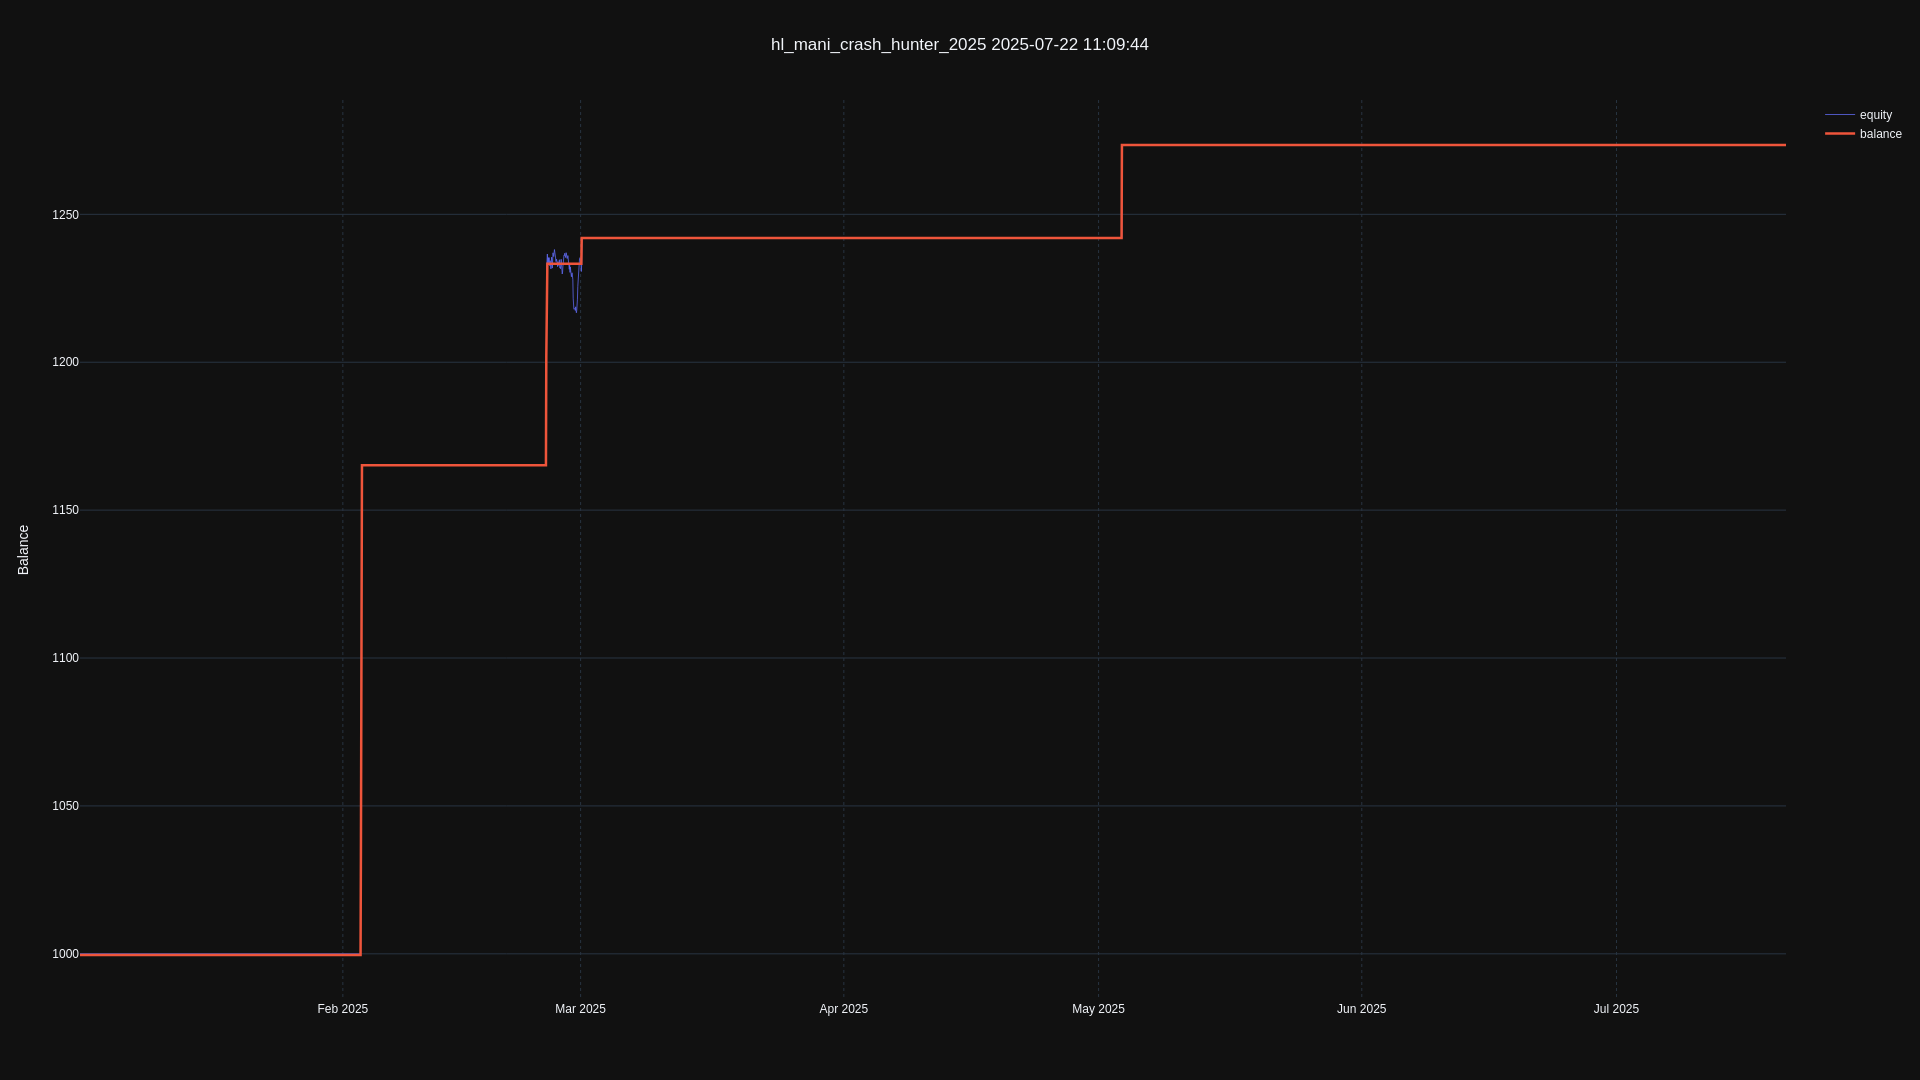 hl_mani_crash_hunter_2025 2025-07-22 11:09:44
equity
balance
1250
1200
1150
1100
1050
1000
Balance
Feb 2025
Mar 2025
Apr 2025
May 2025
Jun 2025
Jul 2025